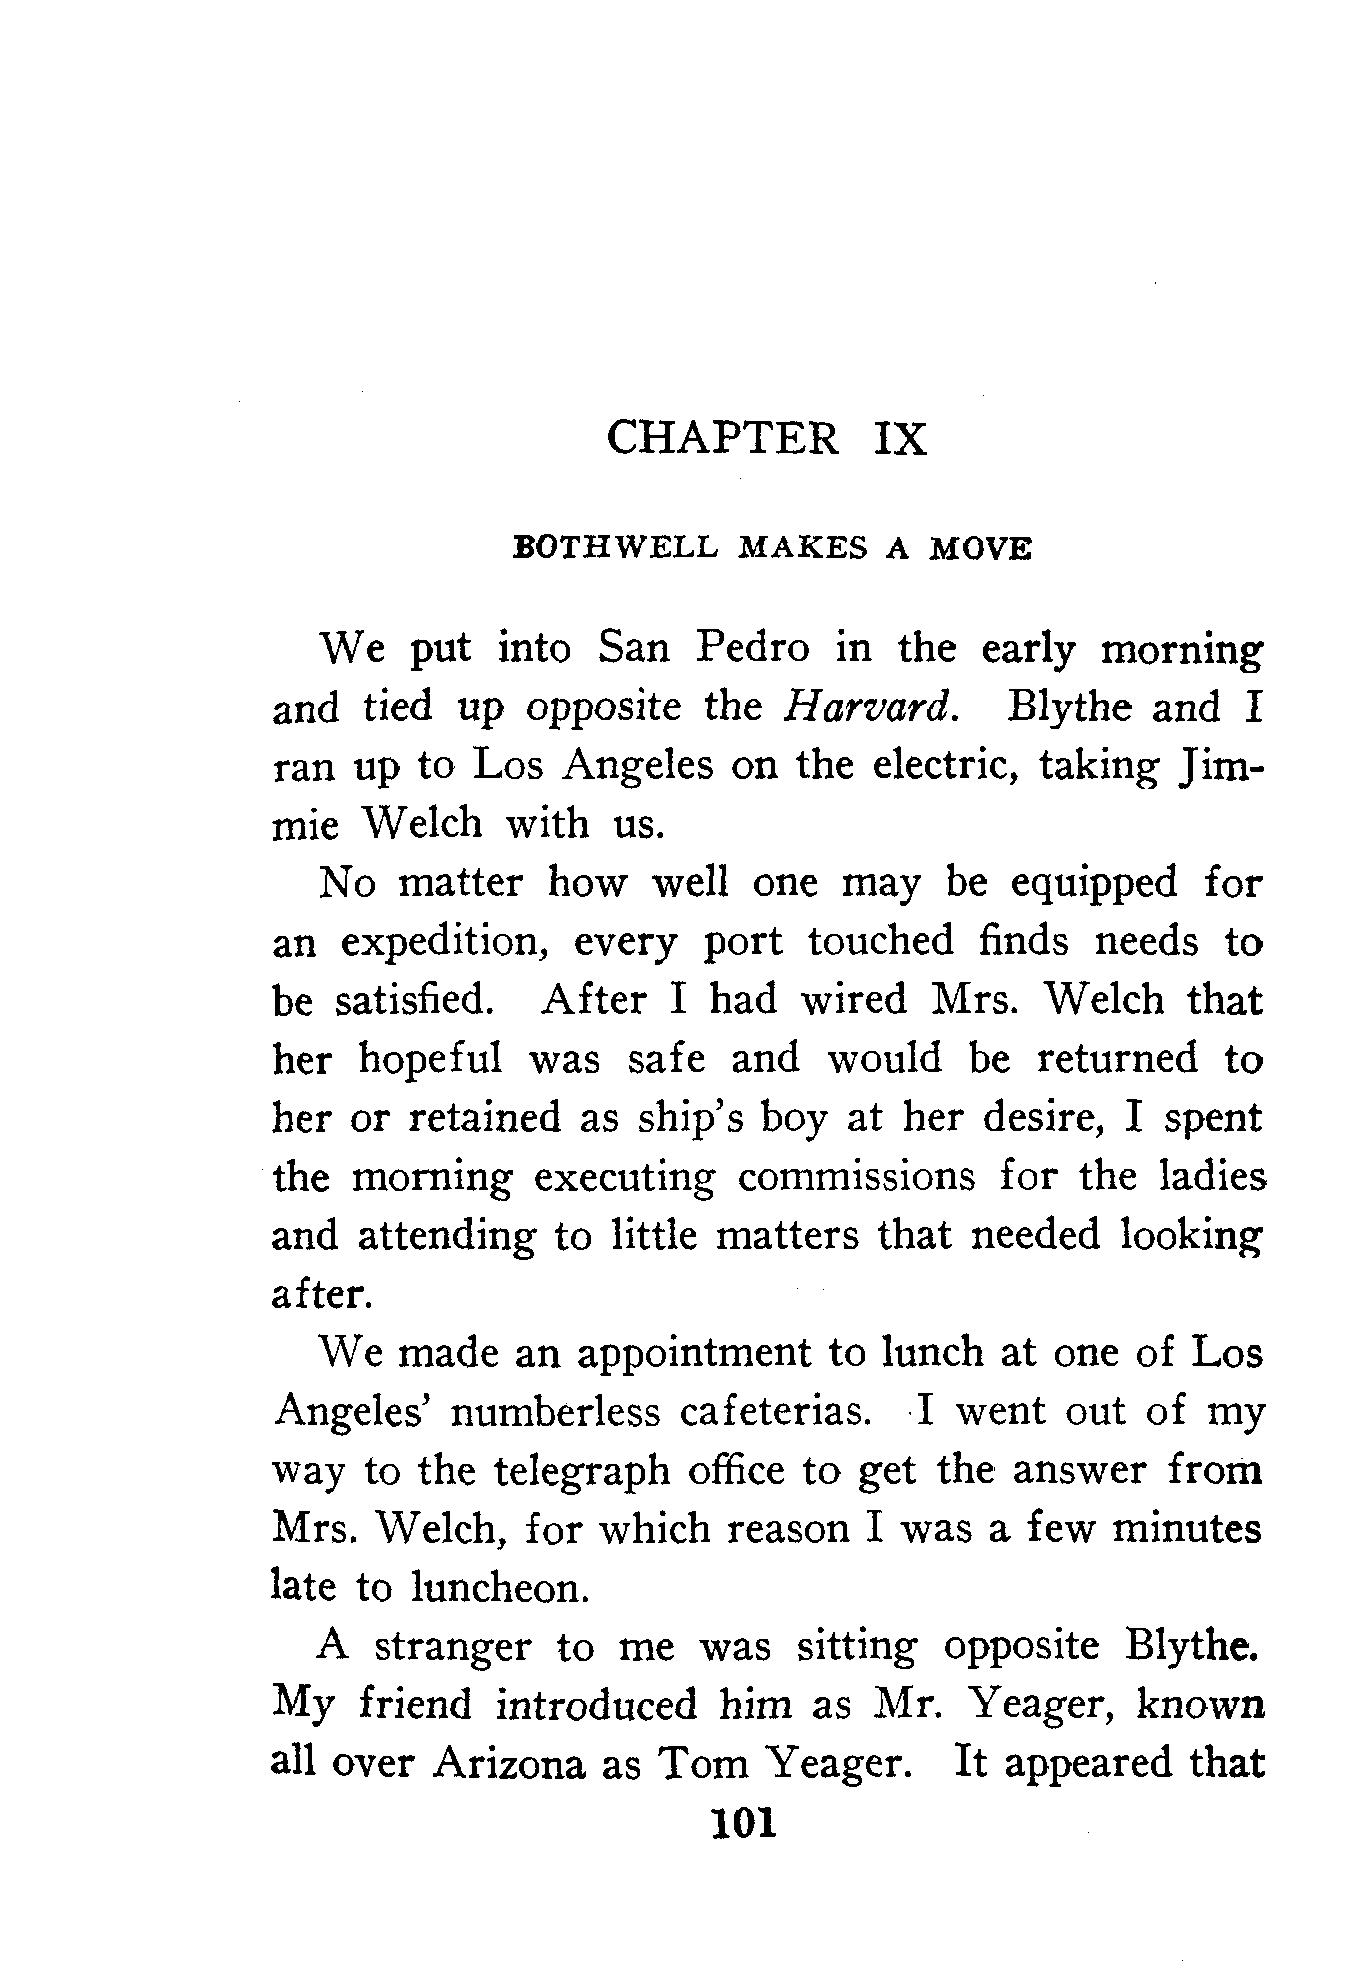 CHAPTER IX
BOTHWELL MAKES A MOVE
We put into San Pedro in the early morning
and tied up opposite the Harvard. Blythe and I
ran up to Los Angeles on the electric, taking Jim-
mie Welch with us.
No matter how well one may be equipped for
an expedition, every port touched finds needs to
be satisfied. After I had wired Mrs. Welch that
her hopeful was safe and would be returned to
her or retained as ship's boy at her desire, I spent
the morning executing commissions for the ladies
and attending to little matters that needed looking
after.
We made an appointment to lunch at one of Los
Angeles' numberless cafeterias. I went out of my
way to the telegraph office to get the answer from
Mrs. Welch, for which reason I was a few minutes
late to luncheon.
A stranger to me was sitting opposite Blythe.
My friend introduced him as Mr. Yeager, known
all over Arizona as Tom Yeager. It appeared that
101